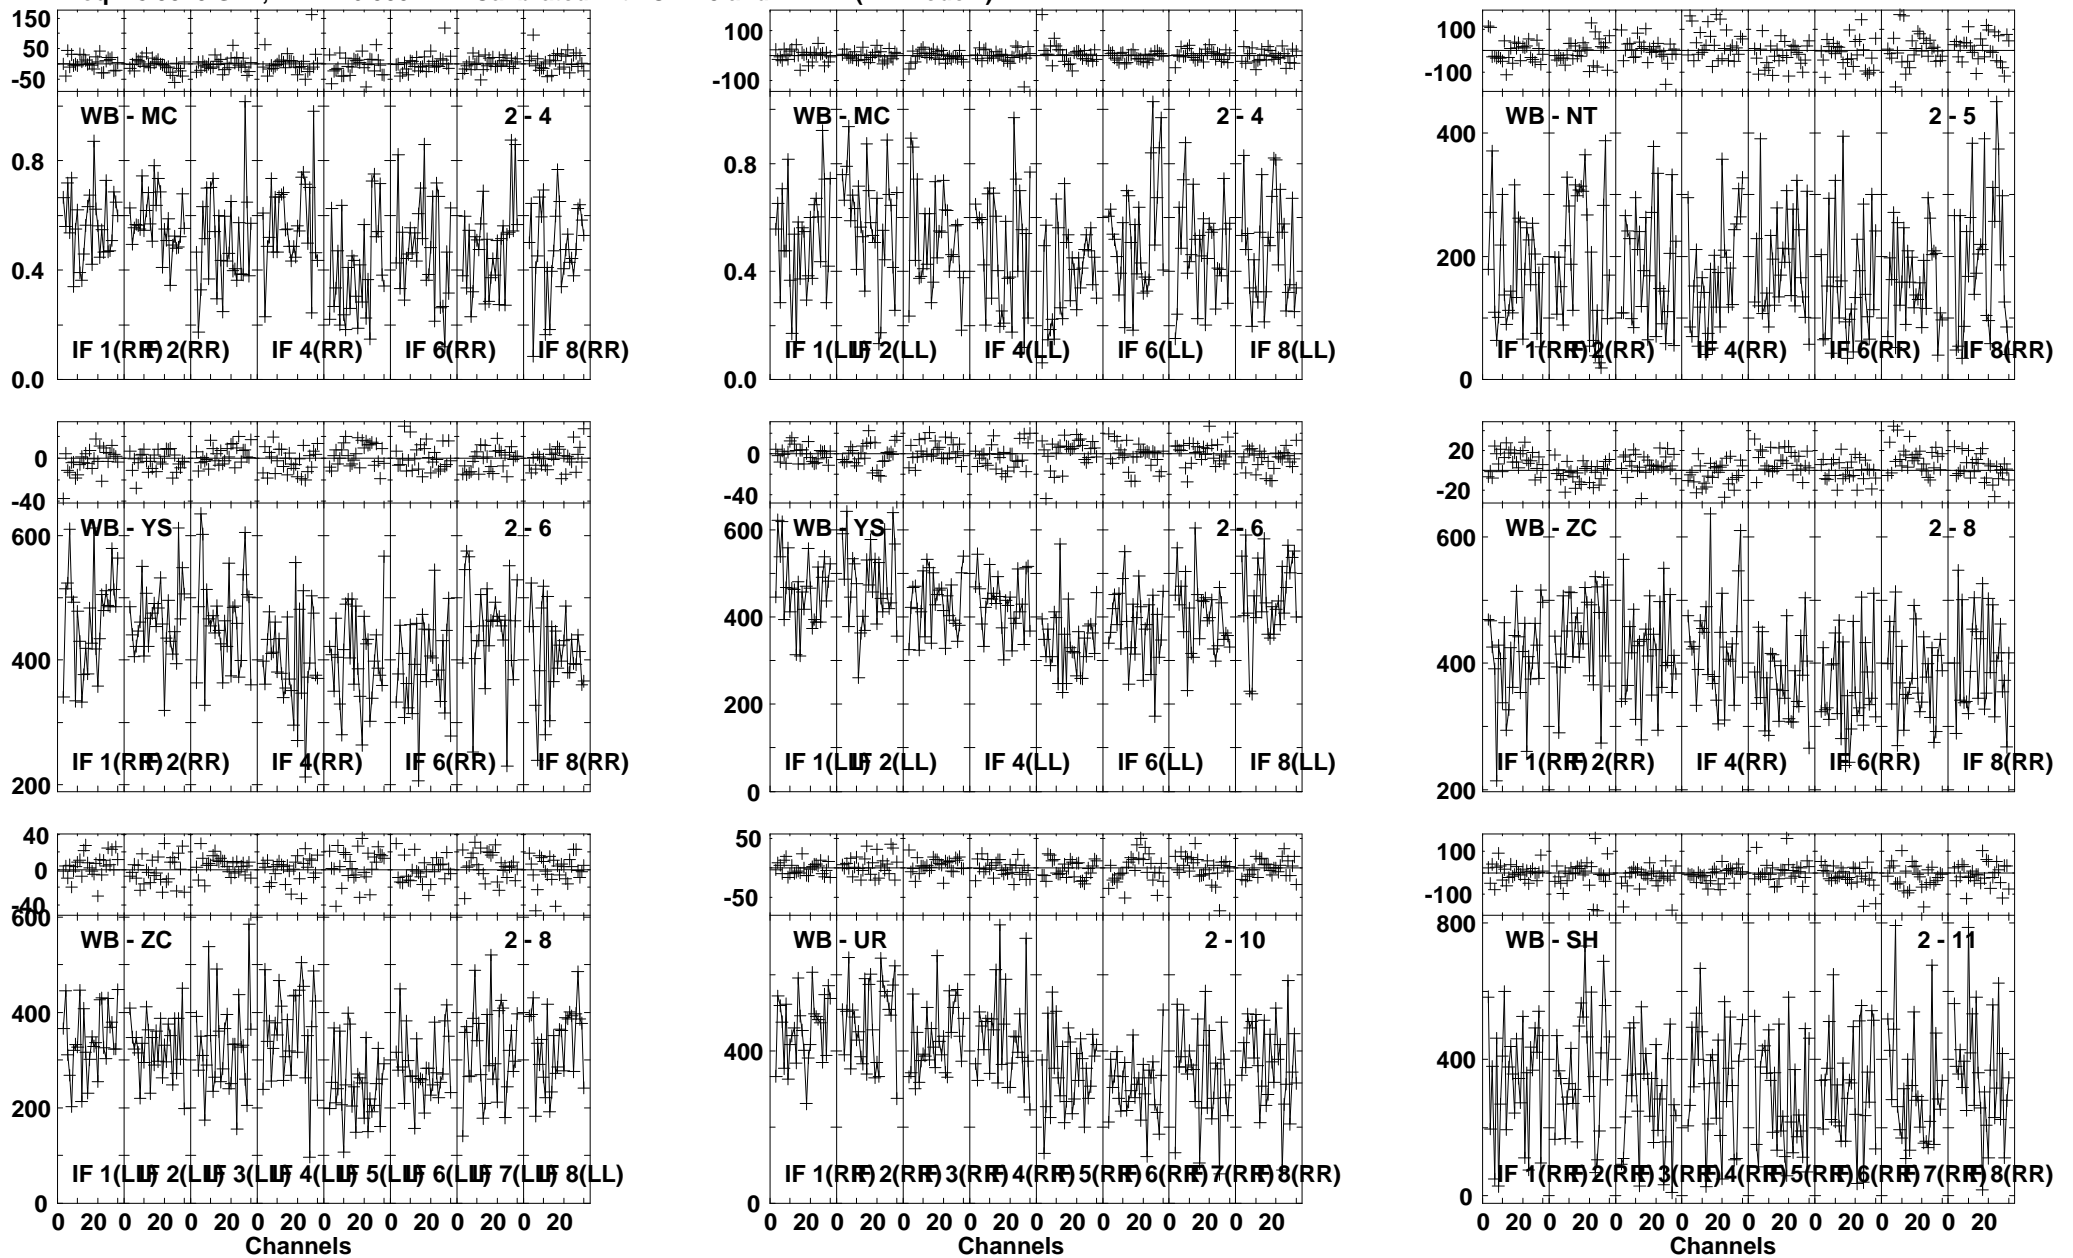 150
50
-50
WB - MC 2 - 4
0.8
0.4
0.0
IF 1(RR) IF 2(RR) IF 4(RR) IF 6(RR) IF 8(RR)
100
-100
WB - MC 2 - 4
0.8
0.4
0.0
IF 1(LL) IF 2(LL) IF 4(LL) IF 6(LL) IF 8(LL)
100
-100
WB - NT 2 - 5
400
200
0
IF 1(RR) IF 2(RR) IF 4(RR) IF 6(RR) IF 8(RR)
0
-40
WB - YS 2 - 6
600
400
200
IF 1(RR) IF 2(RR) IF 4(RR) IF 6(RR) IF 8(RR)
0
-40
WB - YS 2 - 6
600
400
200
0
IF 1(LL) IF 2(LL) IF 4(LL) IF 6(LL) IF 8(LL)
20
-20
WB - ZC 2 - 8
600
400
200
IF 1(RR) IF 2(RR) IF 4(RR) IF 6(RR) IF 8(RR)
40
0
-40
600
WB - ZC 2 - 8
400
200
0
IF 1(LL) IF 2(LL) IF 3(LL) IF 4(LL) IF 5(LL) IF 6(LL) IF 7(LL) IF 8(LL)
0 20 0 20 0 20 0 20 0 20 0 20 0 20 0 20
Channels
50
-50
WB - UR 2 - 10
400
0
IF 1(RR) IF 2(RR) IF 3(RR) IF 4(RR) IF 5(RR) IF 6(RR) IF 7(RR) IF 8(RR)
0 20 0 20 0 20 0 20 0 20 0 20 0 20 0 20
Channels
100
-100
800
WB - SH 2 - 11
400
0
IF 1(RR) IF 2(RR) IF 3(RR) IF 4(RR) IF 5(RR) IF 6(RR) IF 7(RR) IF 8(RR)
0 20 0 20 0 20 0 20 0 20 0 20 0 20 0 20
Channels